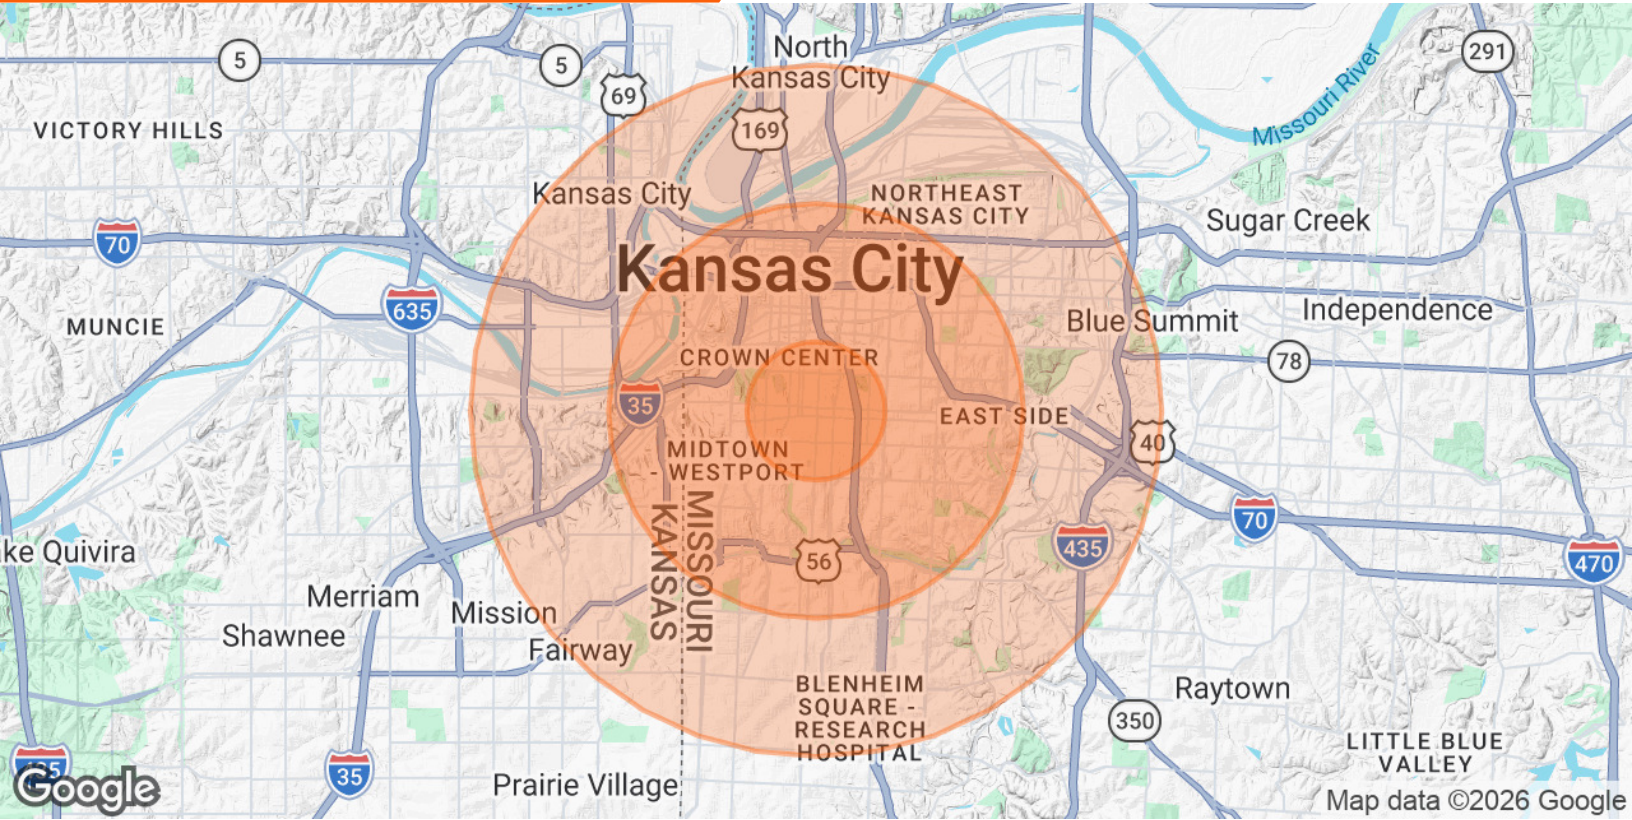 North
Kansas City
5
5
291
69
Missouri River
VICTORY HILLS
169
Kansas City
NORTHEAST
KANSAS CITY
Sugar Creek
70
Kansas City
635
Independence
MUNCIE
Blue Summit
CROWN CENTER
78
35
EAST SIDE
40
MIDTOWN
- WESTPORT
MISSOURI
KANSAS
70
435
ke Quivira
56
470
Merriam
Mission
Shawnee
Fairway
BLENHEIM
SQUARE -
RESEARCH
HOSPITAL
Raytown
350
LITTLE BLUE
VALLEY
35
Prairie Village
Google
Map data ©2026 Google